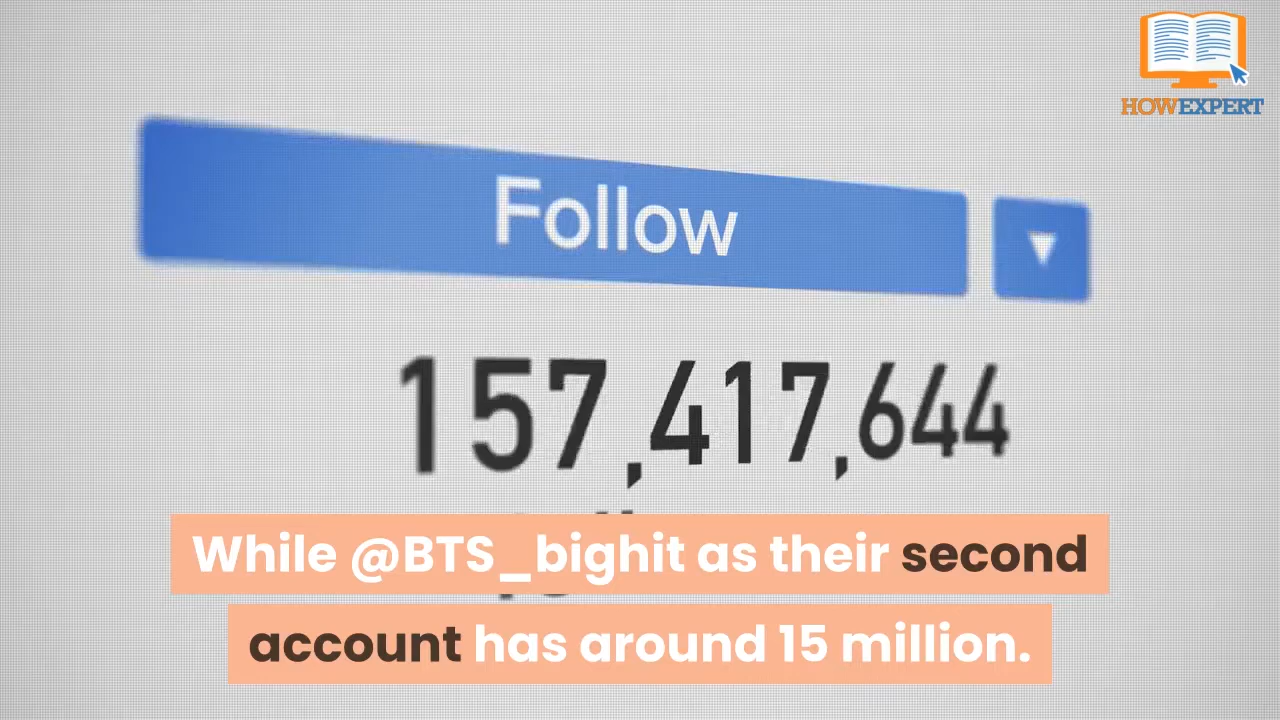 HOWEXPERT
Follow
157,417,644
While @BTS_bighit as their second
account has around 15 million.